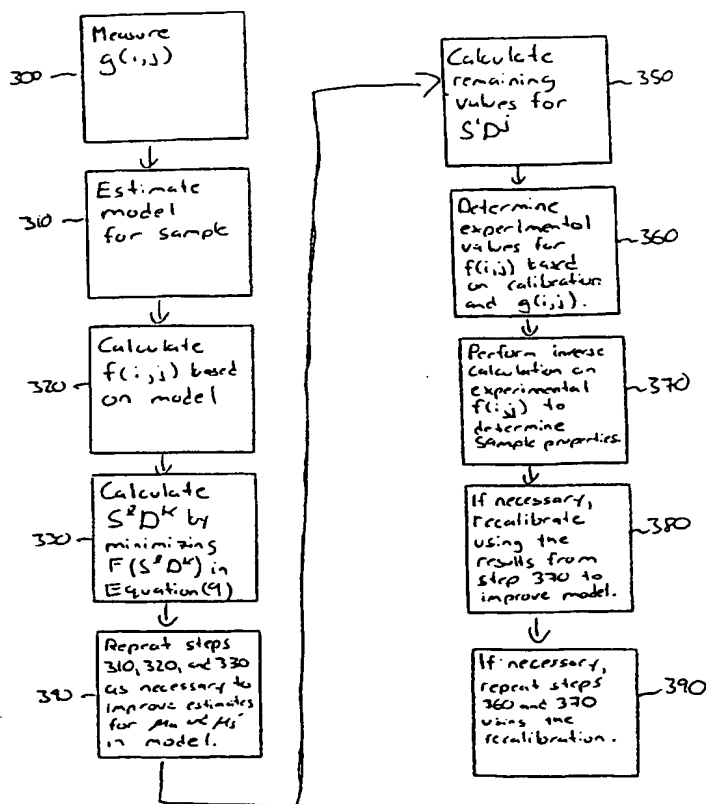 300
Measure
g(i,j)
310
Estimate
model
for sample
320
Calculate
f(i,j) based
on model
330
Calculate
SˡDᵏ by
minimizing
F(SˡDᵏ) in
Equation (9)
340
Repeat steps
310, 320, and 330
as necessary to
improve estimates
for μa & μs'
in model.
350
Calculate
remaining
values for
SⁱDʲ
360
Determine
experimental
values for
f(i,j) based
on calibration
and g(i,j).
370
Perform inverse
calculation on
experimental
f(i,j) to
determine
sample properties.
380
If necessary,
recalibrate
using the
results from
step 370 to
improve model.
390
If necessary,
repeat steps
360 and 370
using the
recalibration.